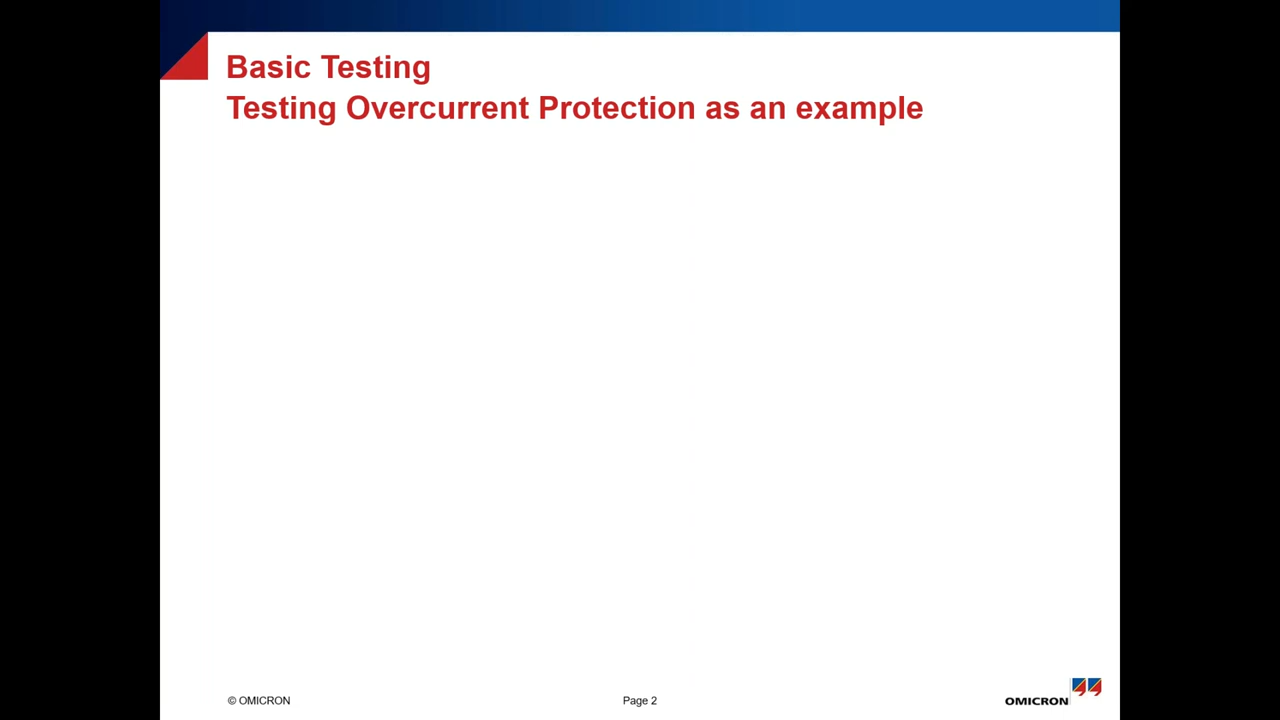 Basic Testing
Testing Overcurrent Protection as an example
© OMICRON
Page 2
OMICRON